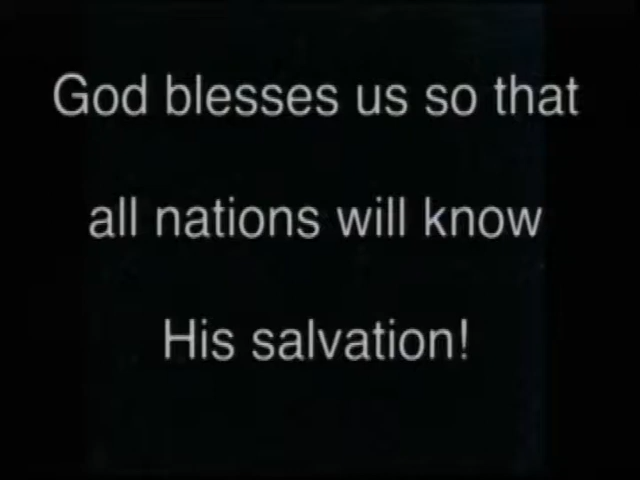 God blesses us so that
all nations will know
His salvation!